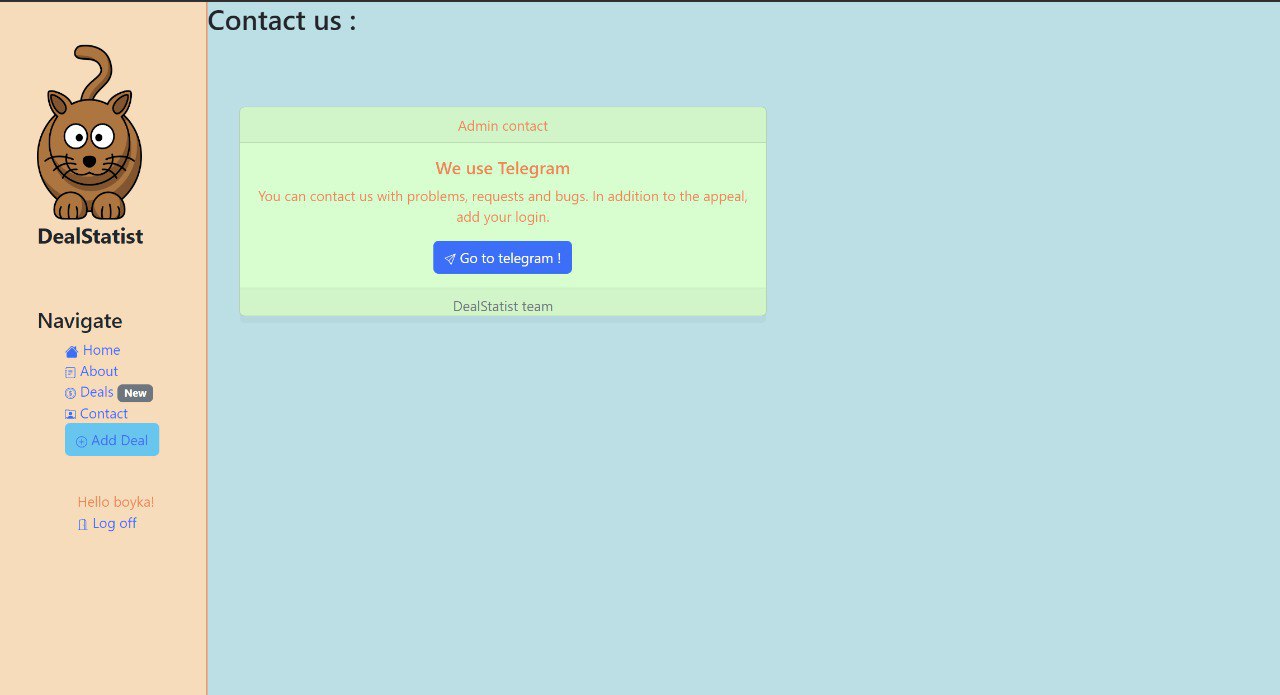 Contact us :
DealStatist
Navigate
Home
About
Deals New
Contact
Add Deal
Hello boyka!
Log off
Admin contact
We use Telegram
You can contact us with problems, requests and bugs. In addition to the appeal,
add your login.
Go to telegram !
DealStatist team